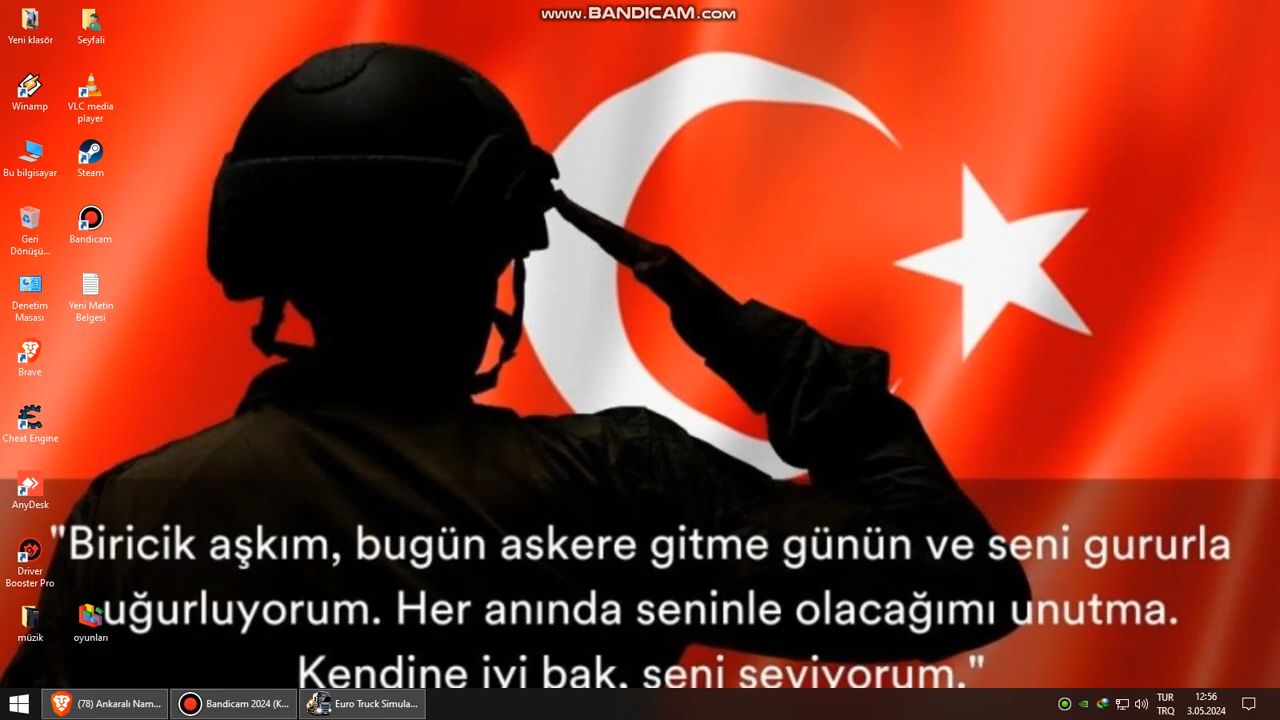 www.BANDICAM.com
Yeni klasör
Seyfali
Winamp
VLC media
player
Bu bilgisayar
Steam
Geri
Dönüşü...
Bandicam
Denetim
Masası
Yeni Metin
Belgesi
Brave
Cheat Engine
AnyDesk
Driver
Booster Pro
müzik
oyunları
"Biricik aşkım, bugün askere gitme günün ve seni gururla
uğurluyorum. Her anında seninle olacağımı unutma.
Kendine iyi bak, seni seviyorum."
(78) Ankaralı Nam...
Bandicam 2024 (K...
Euro Truck Simula...
TUR
TRQ
12:56
3.05.2024